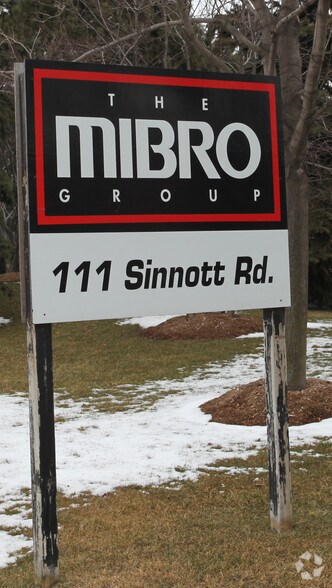 THE
MIBRO
GROUP
111 Sinnott Rd.